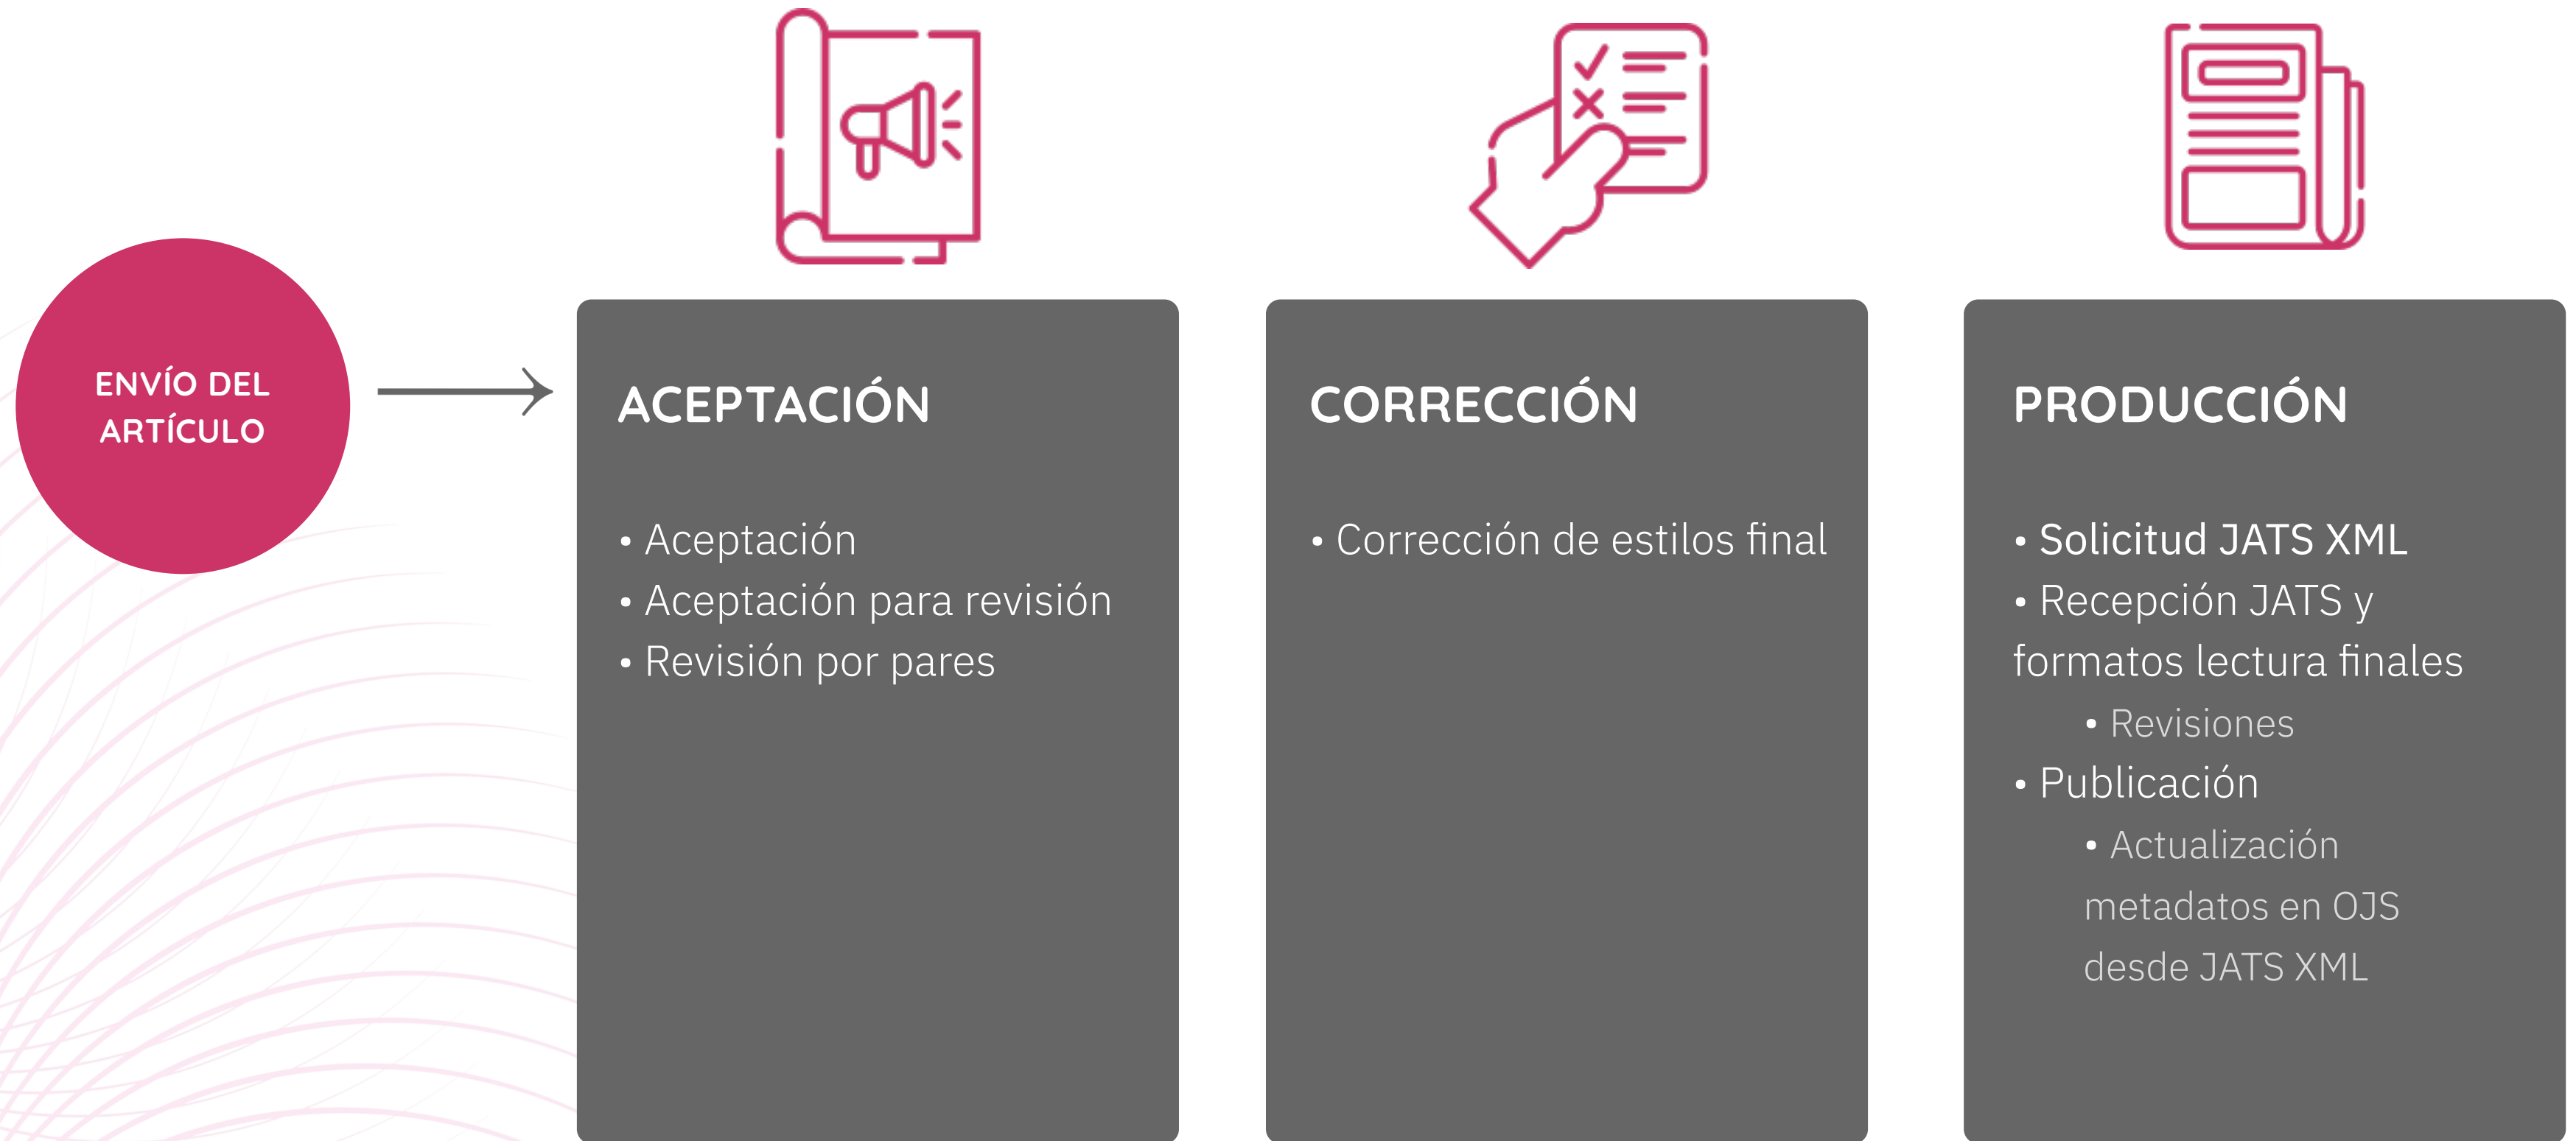 ENVÍO DEL
ARTÍCULO
ACEPTACIÓN
• Aceptación
• Aceptación para revisión
• Revisión por pares
CORRECCIÓN
• Corrección de estilos final
PRODUCCIÓN
• Solicitud JATS XML
• Recepción JATS y
formatos lectura finales
• Revisiones
• Publicación
• Actualización
metadatos en OJS
desde JATS XML